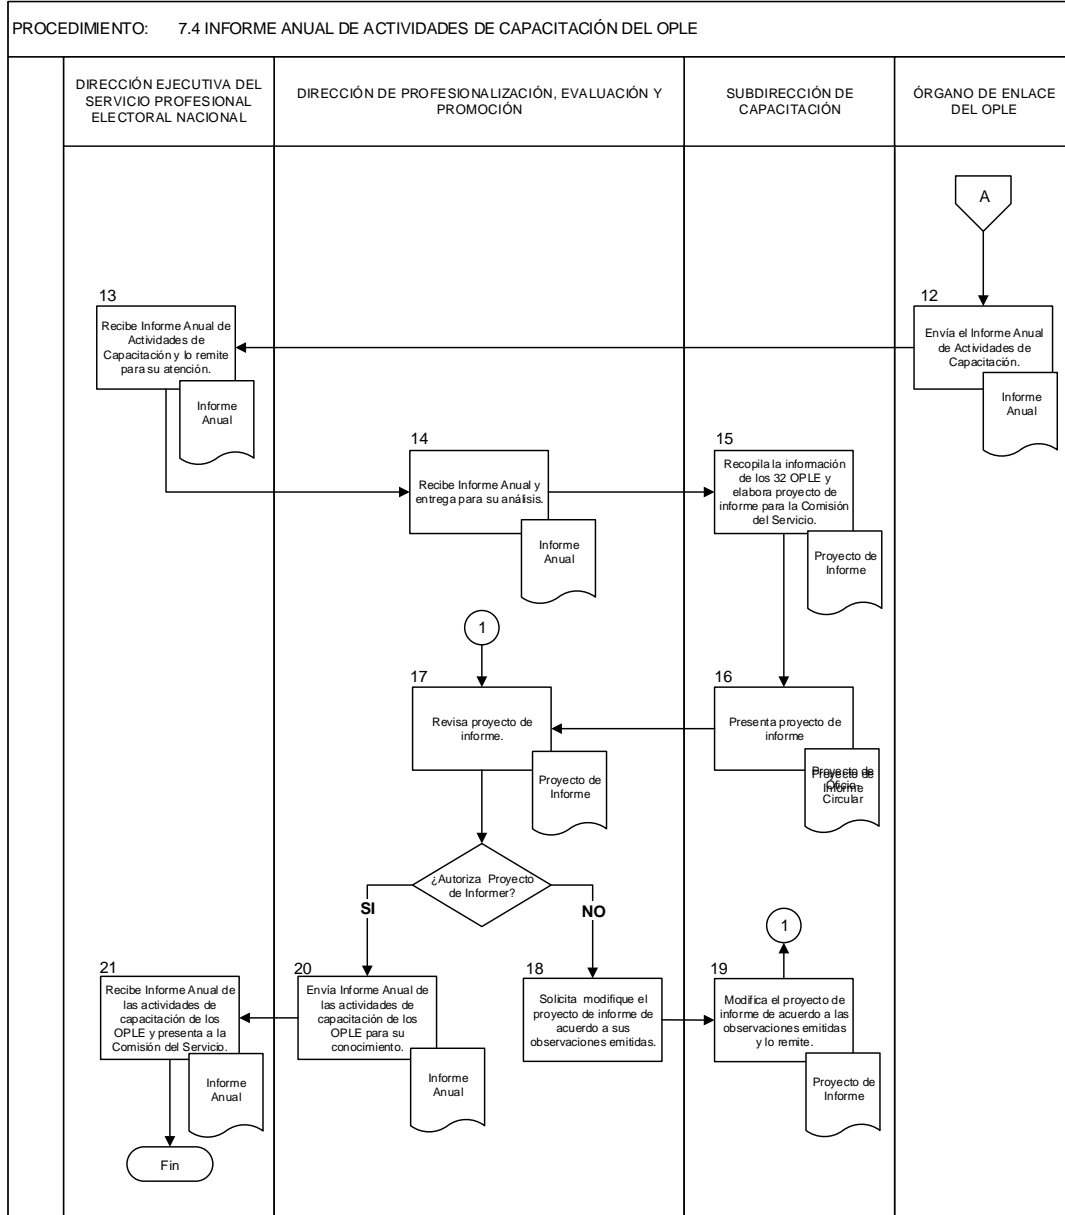 PROCEDIMIENTO: 7.4 INFORME ANUAL DE ACTIVIDADES DE CAPACITACIÓN DEL OPLE
DIRECCIÓN EJECUTIVA DEL
SERVICIO PROFESIONAL
ELECTORAL NACIONAL
DIRECCIÓN DE PROFESIONALIZACIÓN, EVALUACIÓN Y
PROMOCIÓN
SUBDIRECCIÓN DE
CAPACITACIÓN
ÓRGANO DE ENLACE
DEL OPLE
A
12
Envía el Informe Anual
de Actividades de
Capacitación.
Informe
Anual
13
Recibe Informe Anual de
Actividades de
Capacitación y lo remite
para su atención.
Informe
Anual
14
Recibe Informe Anual y
entrega para su análisis.
Informe
Anual
15
Recopila la información
de los 32 OPLE y
elabora proyecto de
informe para la Comisión
del Servicio.
Proyecto de
Informe
16
Presenta proyecto de
informe
Proyecto de
Informe
Proyecto de
Oficio-
Circular
1
17
Revisa proyecto de
informe.
Proyecto de
Informe
¿Autoriza Proyecto
de Informer?
SI
NO
18
Solicita modifique el
proyecto de informe de
acuerdo a sus
observaciones emitidas.
19
Modifica el proyecto de
informe de acuerdo a las
observaciones emitidas
y lo remite.
Proyecto de
Informe
1
20
Envía Informe Anual de
las actividades de
capacitación de los
OPLE para su
conocimiento.
Informe
Anual
21
Recibe Informe Anual de
las actividades de
capacitación de los
OPLE y presenta a la
Comisión del Servicio.
Informe
Anual
Fin